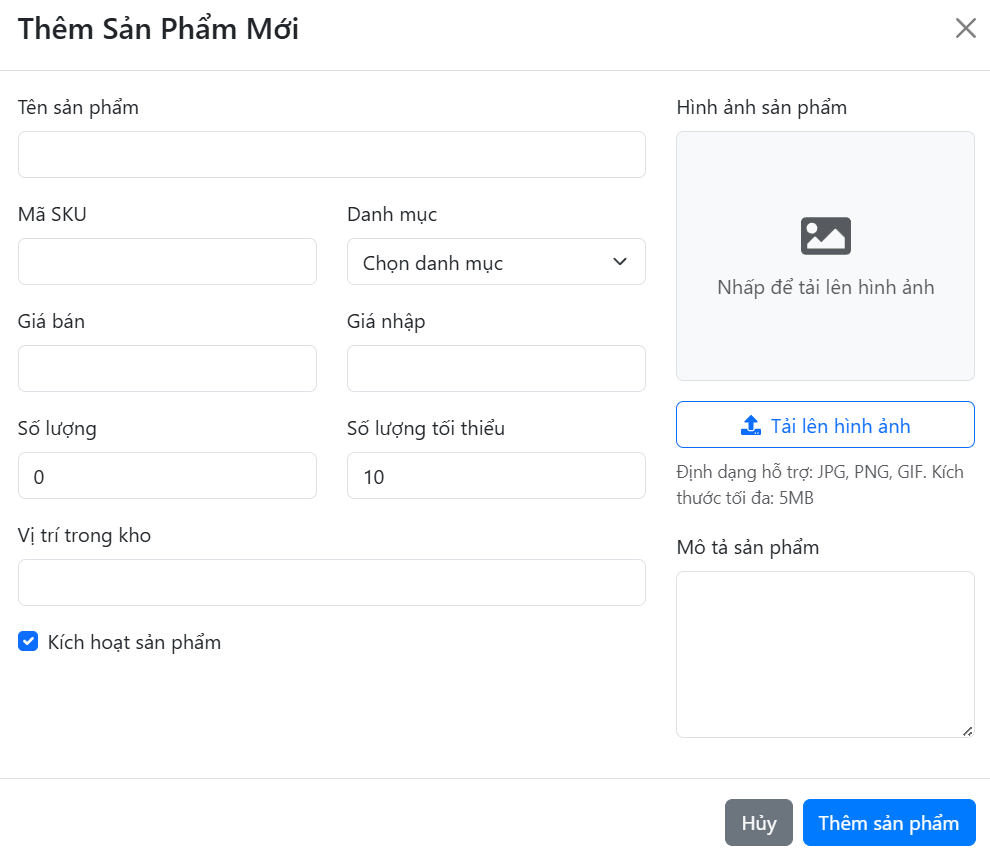 Thêm Sản Phẩm Mới
Tên sản phẩm
Mã SKU
Danh mục
Chọn danh mục
Giá bán
Giá nhập
Số lượng
Số lượng tối thiểu
0
10
Vị trí trong kho
Kích hoạt sản phẩm
Hình ảnh sản phẩm
Nhấp để tải lên hình ảnh
Tải lên hình ảnh
Định dạng hỗ trợ: JPG, PNG, GIF. Kích
thước tối đa: 5MB
Mô tả sản phẩm
Hủy
Thêm sản phẩm